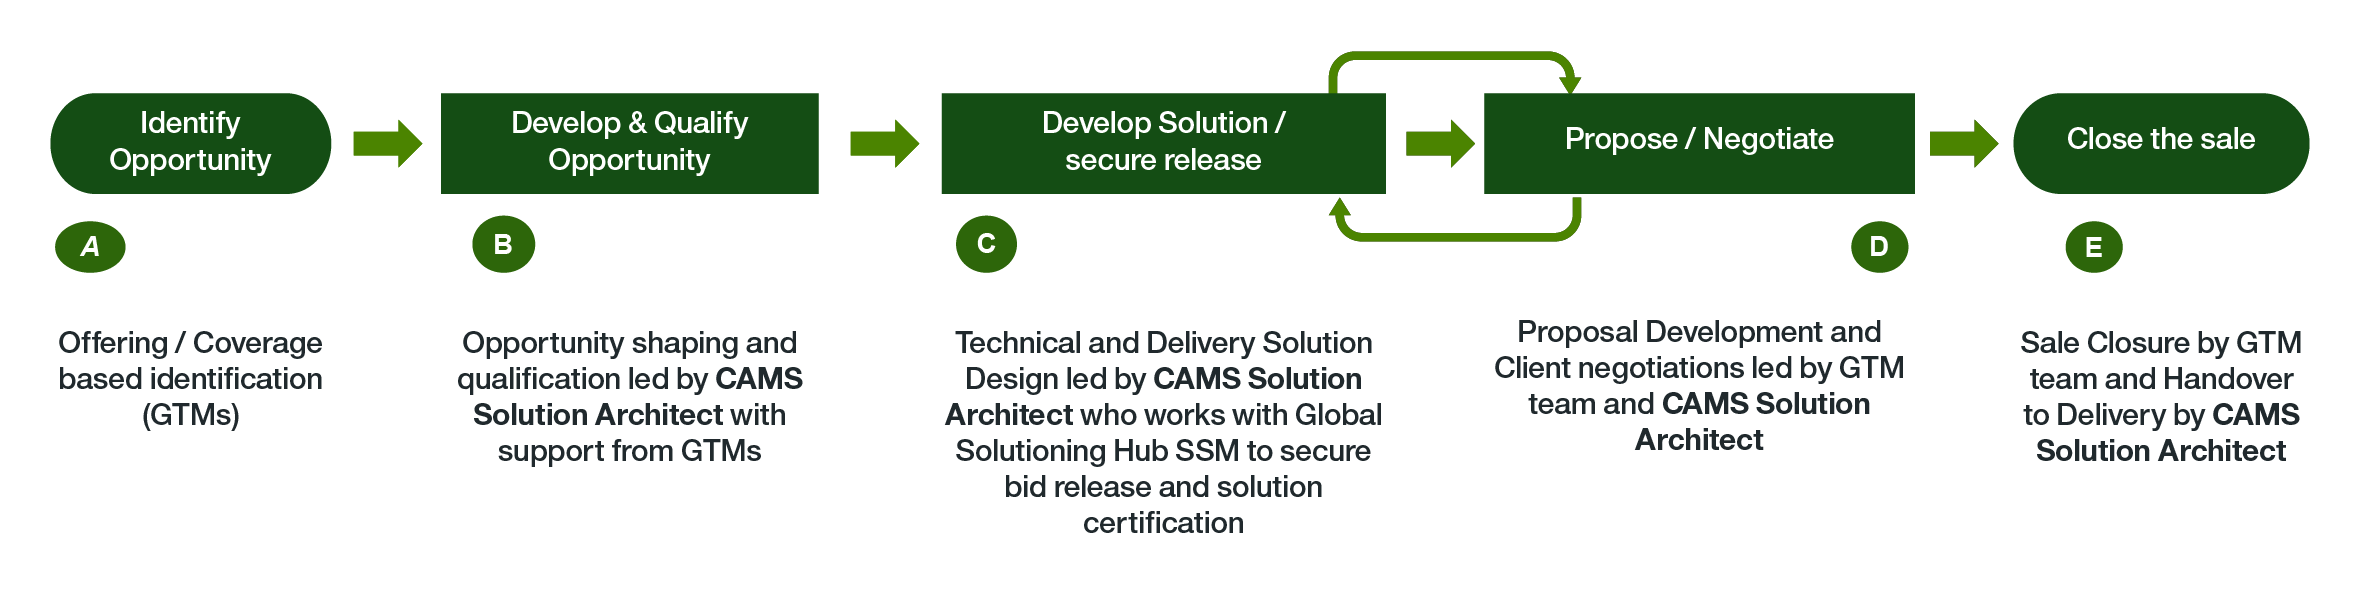 Identify
Opportunity
Develop & Qualify
Opportunity
Develop Solution /
secure release
Propose / Negotiate
Close the sale
A
B
C
D
E
Offering / Coverage
based identification
(GTMs)
Opportunity shaping and
qualification led by CAMS
Solution Architect with
support from GTMs
Technical and Delivery Solution
Design led by CAMS Solution
Architect who works with Global
Solutioning Hub SSM to secure
bid release and solution
certification
Proposal Development and
Client negotiations led by GTM
team and CAMS Solution
Architect
Sale Closure by GTM
team and Handover
to Delivery by CAMS
Solution Architect